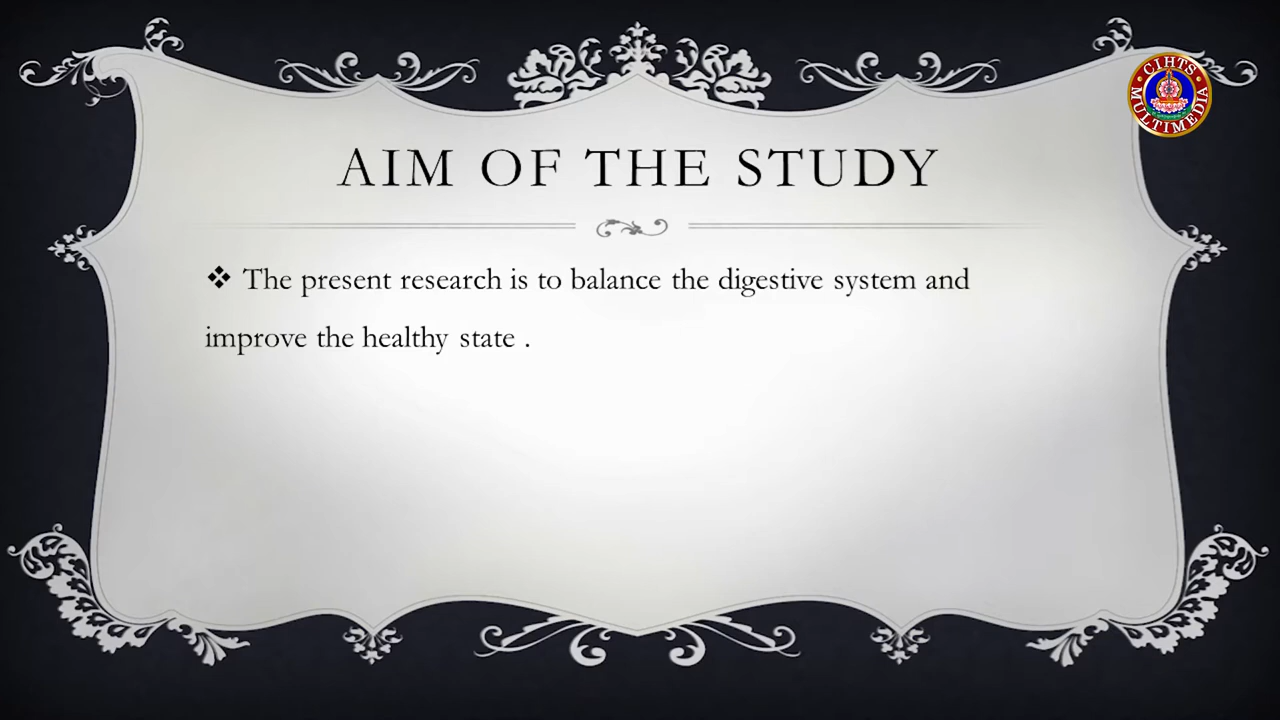 CIHTS
MULTIMEDIA
AIM OF THE STUDY
❖ The present research is to balance the digestive system and
improve the healthy state .